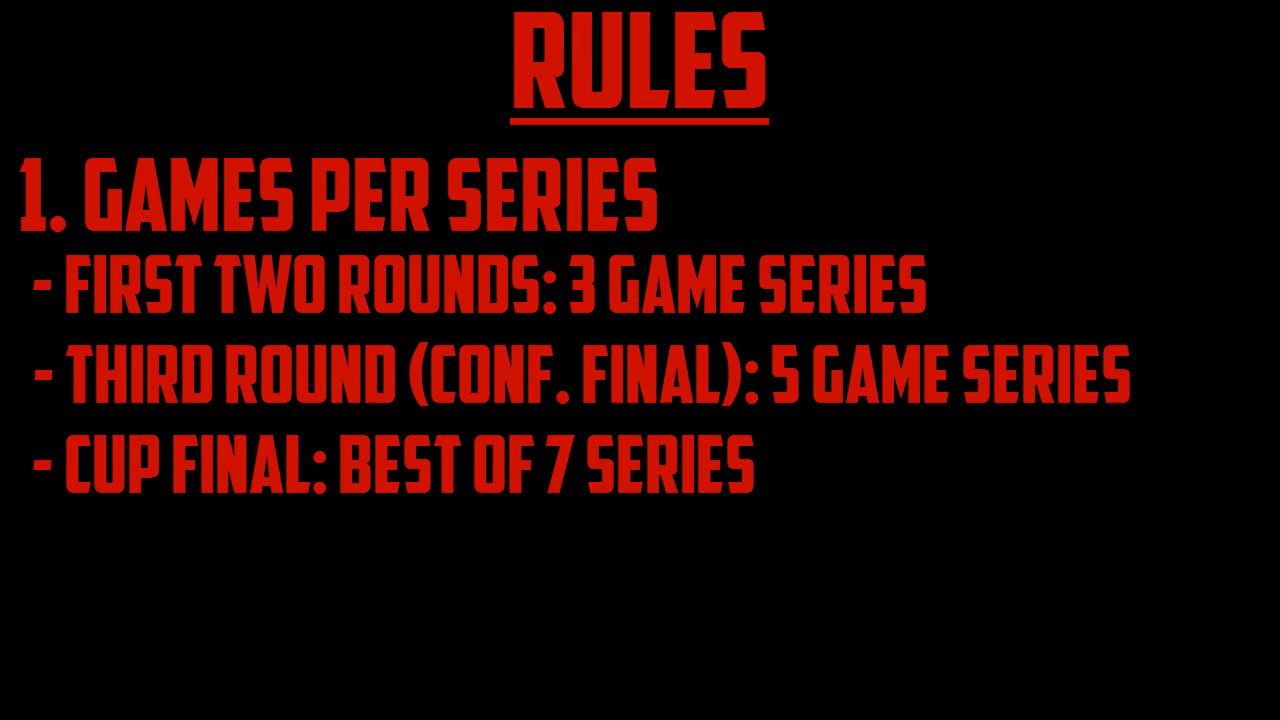 RULES
1. GAMES PER SERIES
- FIRST TWO ROUNDS: 3 GAME SERIES
- THIRD ROUND (CONF. FINAL): 5 GAME SERIES
- CUP FINAL: BEST OF 7 SERIES